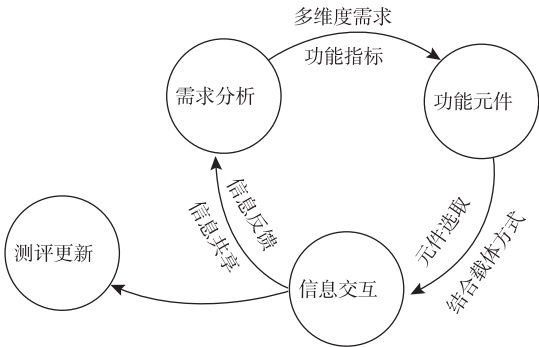 多维度需求
功能指标
需求分析
功能元件
信息反馈
信息共享
元件选取
结合载体方式
测评更新
信息交互